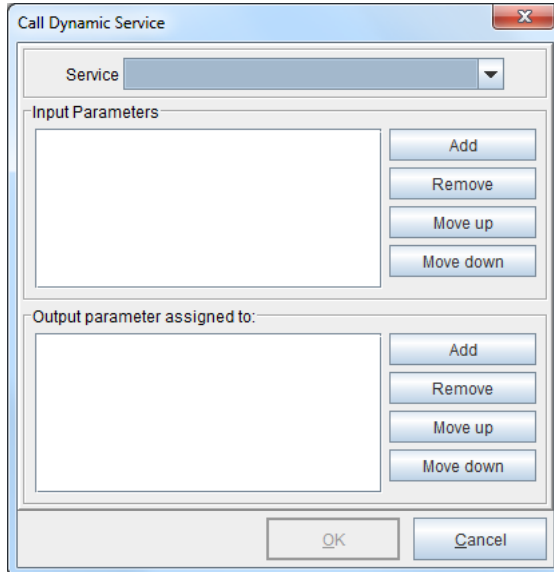 Call Dynamic Service
Service
Input Parameters
Add
Remove
Move up
Move down
Output parameter assigned to:
Add
Remove
Move up
Move down
OK
Cancel